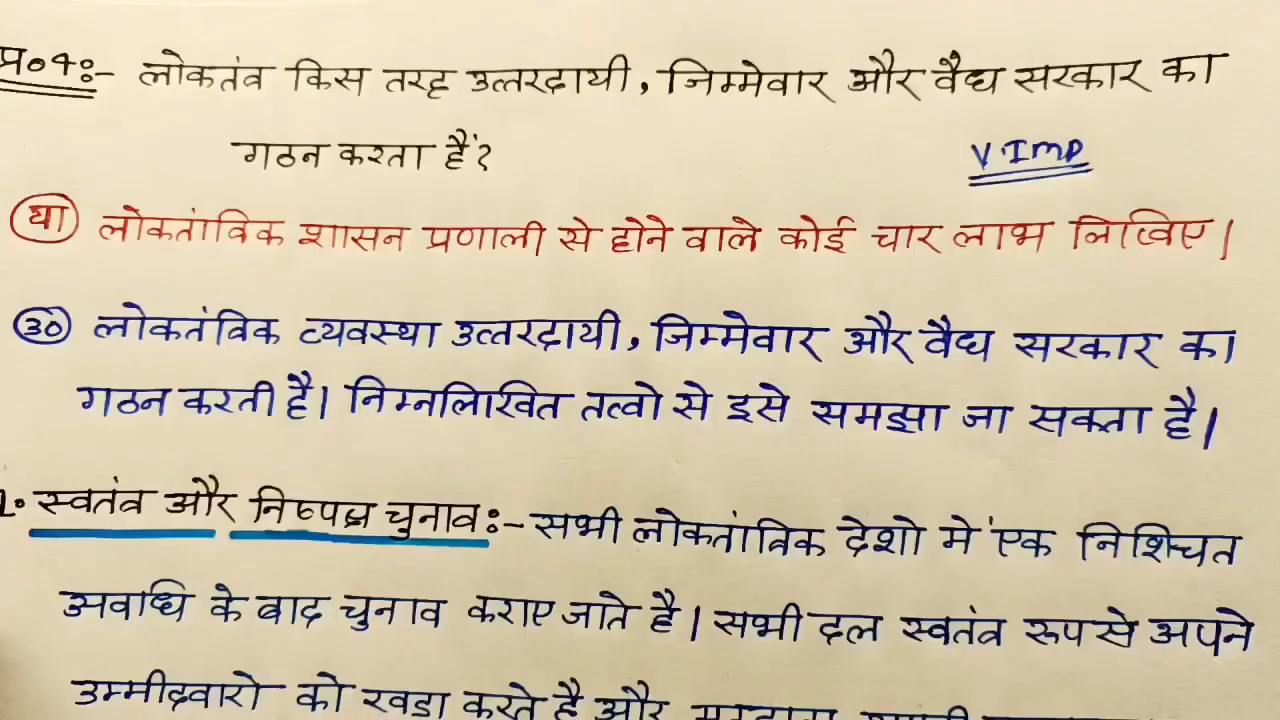 प्र०१:- लोकतंत्र किस तरह उत्तरदायी, जिम्मेवार और वैध सरकार का
गठन करता हैं?
V.Imp
(या) लोकतांत्रिक शासन प्रणाली से होने वाले कोई चार लाभ लिखिए।
(उ०) लोकतंत्रिक व्यवस्था उत्तरदायी, जिम्मेवार और वैध सरकार का
गठन करती है। निम्नलिखित तत्वो से इसे समझा जा सकता है।
1. स्वतंत्र और निष्पक्ष चुनाव:- सभी लोकतांत्रिक देशो में एक निश्चित
अवधि के बाद चुनाव कराए जाते है। सभी दल स्वतंत्र रूप से अपने
उम्मीदवारो को खडा करते है और